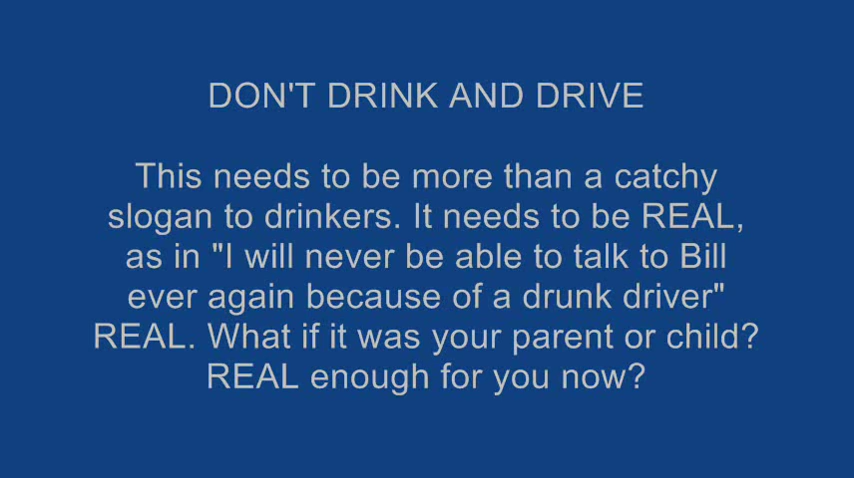 DON'T DRINK AND DRIVE
This needs to be more than a catchy
slogan to drinkers. It needs to be REAL,
as in "I will never be able to talk to Bill
ever again because of a drunk driver"
REAL. What if it was your parent or child?
REAL enough for you now?